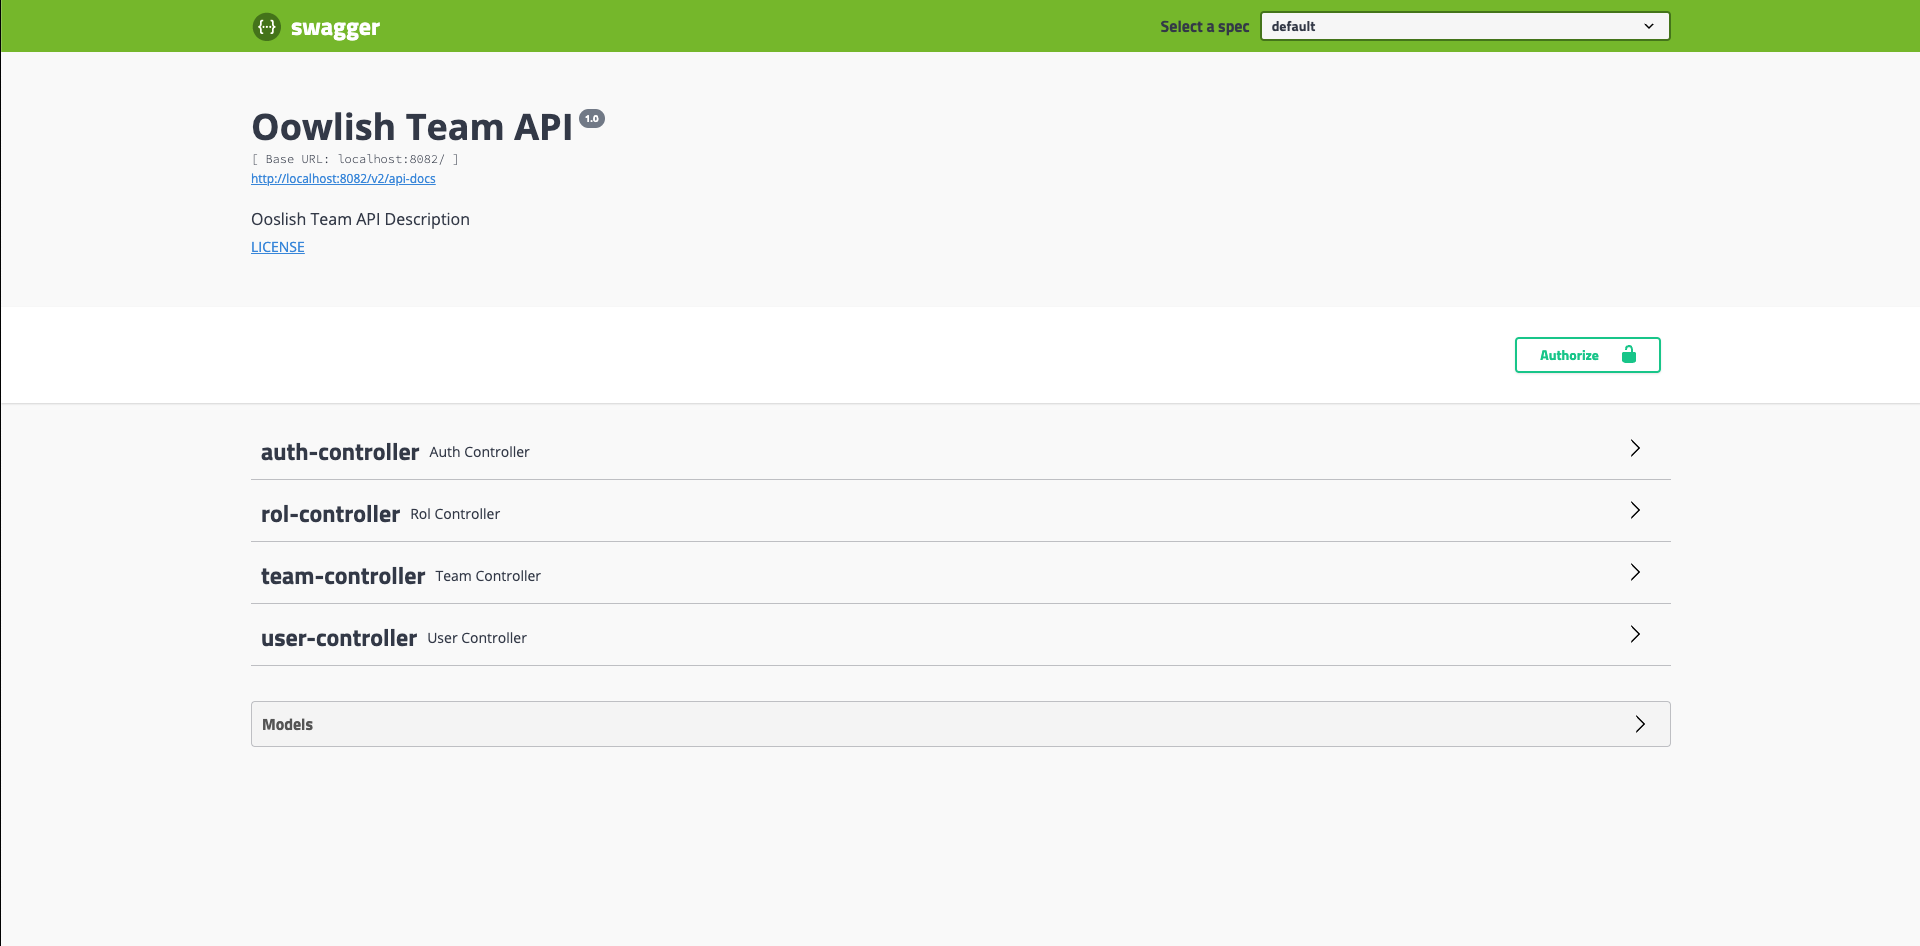 {...} swagger
Select a spec default
Oowlish Team API 1.0
[ Base URL: localhost:8082/ ]
http://localhost:8082/v2/api-docs
Ooslish Team API Description
LICENSE
Authorize
auth-controller Auth Controller
rol-controller Rol Controller
team-controller Team Controller
user-controller User Controller
Models